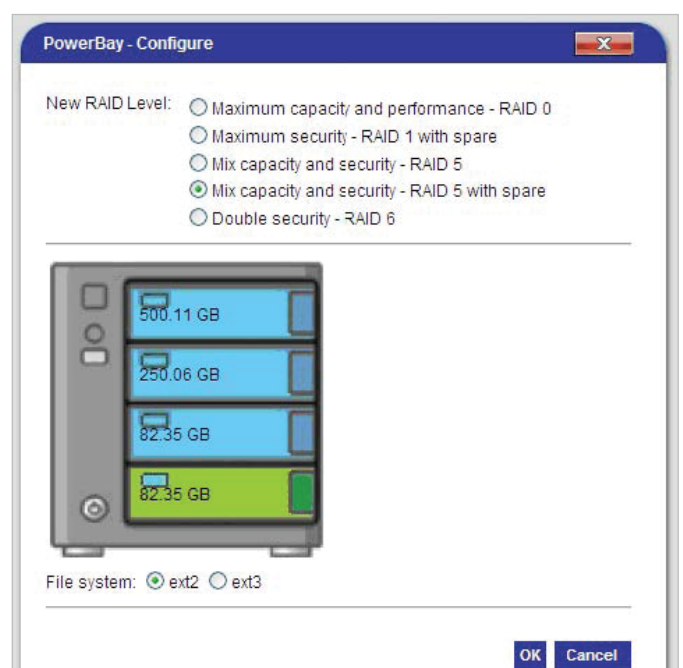 PowerBay - Configure
X
New RAID Level:
Maximum capacity and performance - RAID 0
Maximum security - RAID 1 with spare
Mix capacity and security - RAID 5
Mix capacity and security - RAID 5 with spare
Double security - RAID 6
500.11 GB
250.06 GB
82.35 GB
82.35 GB
File system: ext2 ext3
OK Cancel